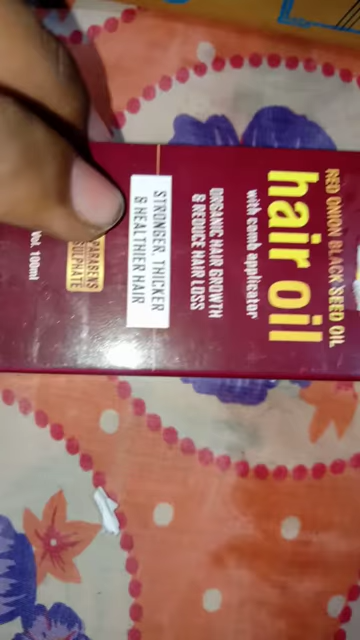 RED ONION BLACK SEED OIL
hair oil
with comb applicator
ORGANIC HAIR GROWTH
& REDUCE HAIR LOSS
STRONGER THICKER
& HEALTHIER HAIR
PARABENS
SULPHATE
Vol. 100ml